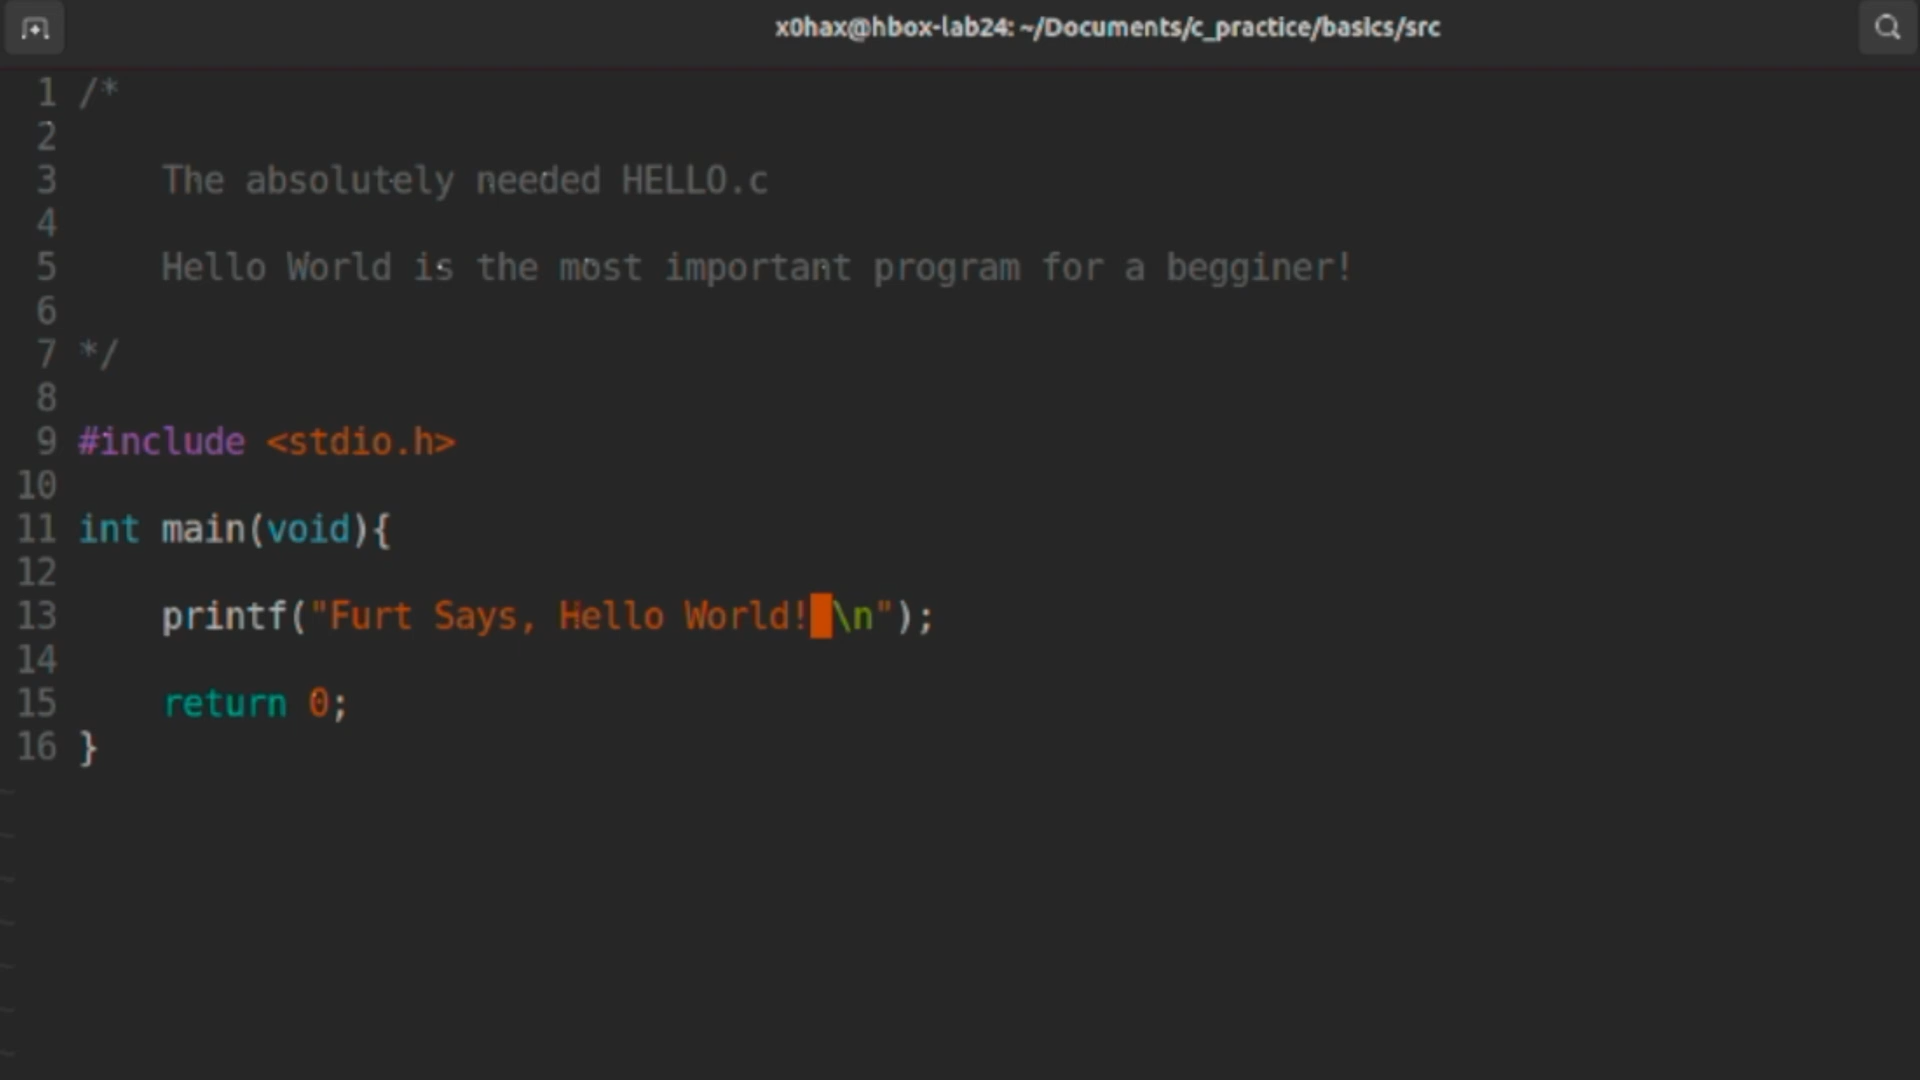 x0hax@hbox-lab24: ~/Documents/c_practice/basics/src
1 /*
2
3     The absolutely needed HELLO.c
4
5     Hello World is the most important program for a begginer!
6
7 */
8
9 #include <stdio.h>
10
11 int main(void){
12
13     printf("Furt Says, Hello World! \n");
14
15     return 0;
16 }
~
~
~
~
~
~
~